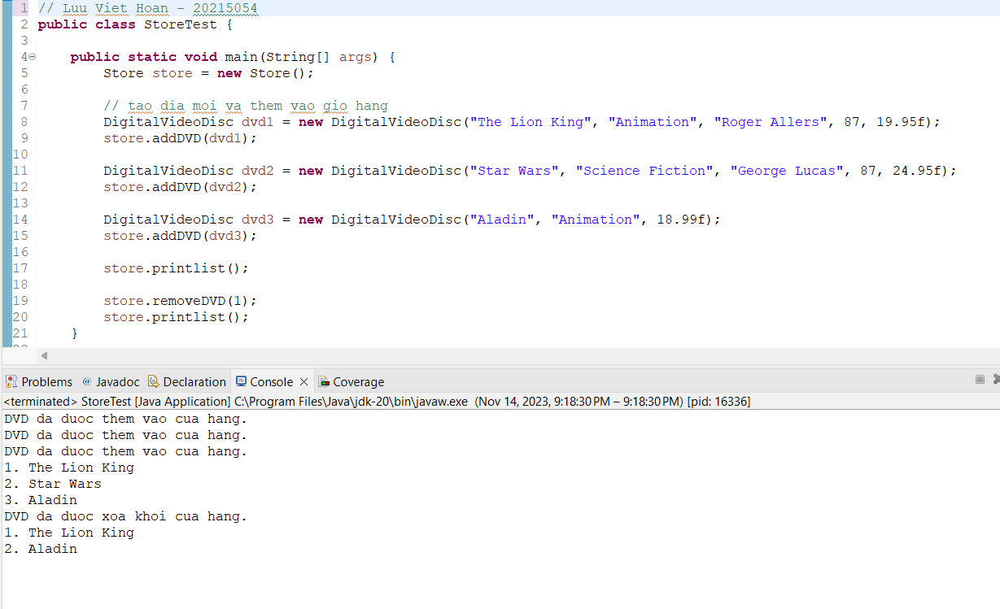 1 // Luu Viet Hoan - 20215054
2 public class StoreTest {
3
4 public static void main(String[] args) {
5 Store store = new Store();
6
7 // tao dia moi va them vao gio hang
8 DigitalVideoDisc dvd1 = new DigitalVideoDisc("The Lion King", "Animation", "Roger Allers", 87, 19.95f);
9 store.addDVD(dvd1);
10
11 DigitalVideoDisc dvd2 = new DigitalVideoDisc("Star Wars", "Science Fiction", "George Lucas", 87, 24.95f);
12 store.addDVD(dvd2);
13
14 DigitalVideoDisc dvd3 = new DigitalVideoDisc("Aladin", "Animation", 18.99f);
15 store.addDVD(dvd3);
16
17 store.printlist();
18
19 store.removeDVD(1);
20 store.printlist();
21 }
Problems @ Javadoc Declaration Console Coverage
<terminated> StoreTest [Java Application] C:\Program Files\Java\jdk-20\bin\javaw.exe (Nov 14, 2023, 9:18:30 PM – 9:18:30 PM) [pid: 16336]
DVD da duoc them vao cua hang.
DVD da duoc them vao cua hang.
DVD da duoc them vao cua hang.
1. The Lion King
2. Star Wars
3. Aladin
DVD da duoc xoa khoi cua hang.
1. The Lion King
2. Aladin